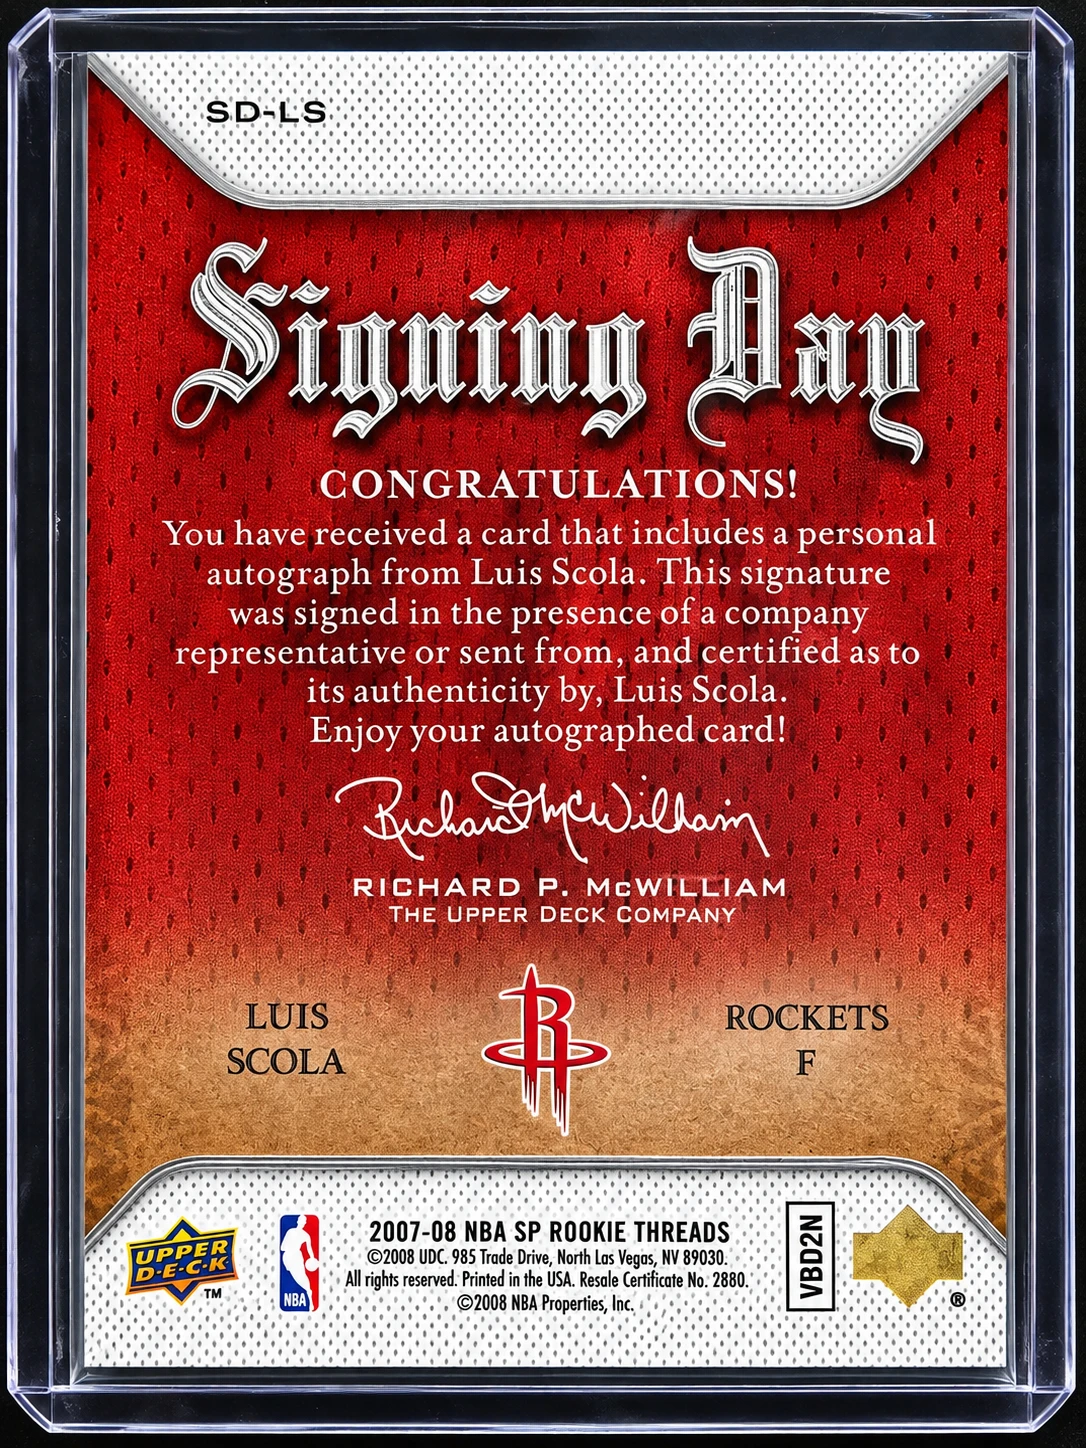 SD-LS
Signing Day
CONGRATULATIONS!
You have received a card that includes a personal
autograph from Luis Scola. This signature
was signed in the presence of a company
representative or sent from, and certified as to
its authenticity by, Luis Scola.
Enjoy your autographed card!
Richard McWilliam
RICHARD P. McWILLIAM
THE UPPER DECK COMPANY
LUIS
SCOLA
R
ROCKETS
F
UPPER
D·E·C·K
TM
NBA
2007-08 NBA SP ROOKIE THREADS
©2008 UDC. 985 Trade Drive, North Las Vegas, NV 89030.
All rights reserved. Printed in the USA. Resale Certificate No. 2880.
©2008 NBA Properties, Inc.
VBD2N
®